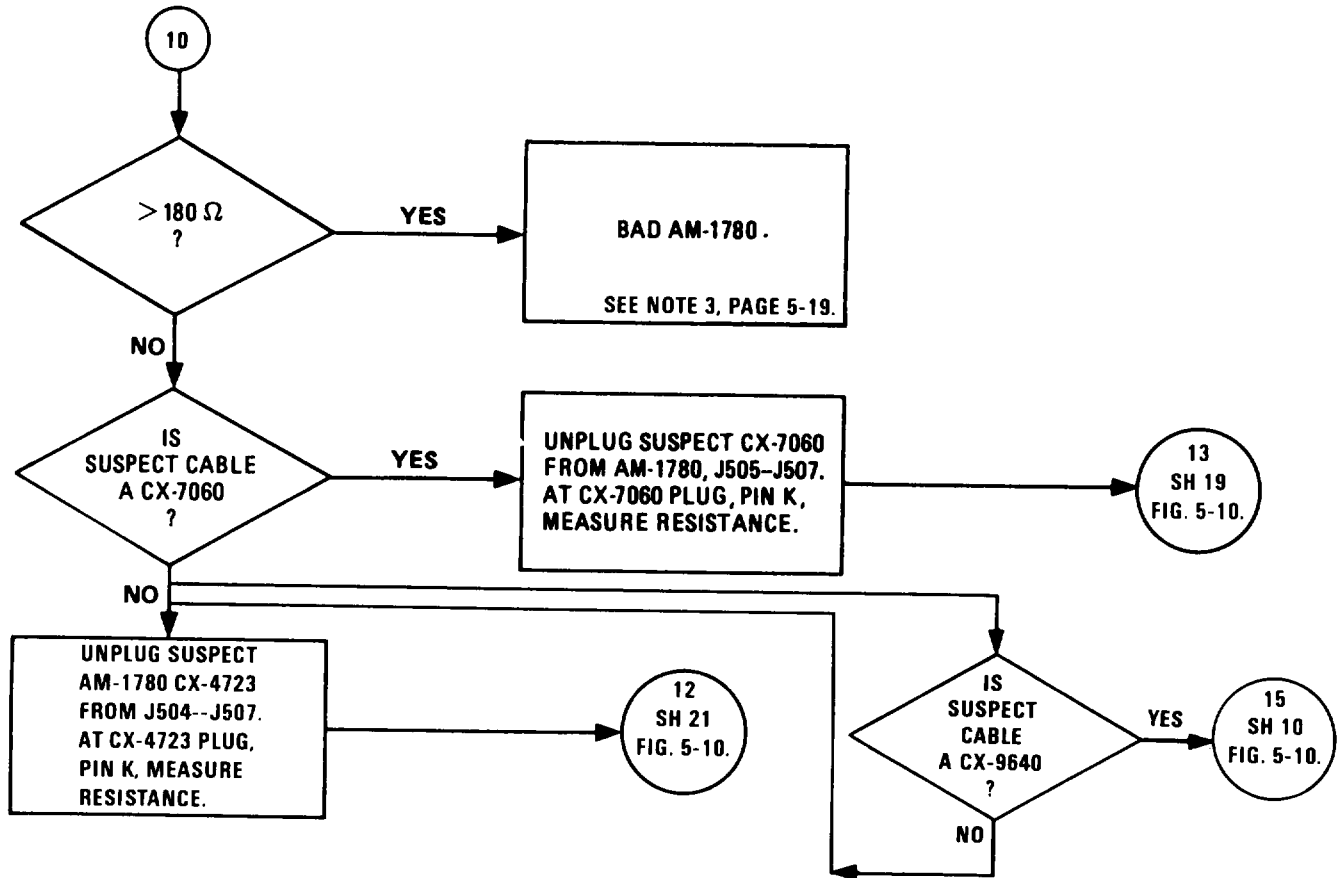 10
> 180 Ω
?
YES
BAD AM-1780.
SEE NOTE 3, PAGE 5-19.
NO
IS
SUSPECT CABLE
A CX-7060
?
YES
UNPLUG SUSPECT CX-7060
FROM AM-1780, J505–J507.
AT CX-7060 PLUG, PIN K,
MEASURE RESISTANCE.
13
SH 19
FIG. 5-10.
NO
UNPLUG SUSPECT
AM-1780 CX-4723
FROM J504--J507.
AT CX-4723 PLUG,
PIN K, MEASURE
RESISTANCE.
12
SH 21
FIG. 5-10.
IS
SUSPECT
CABLE
A CX-9640
?
YES
15
SH 10
FIG. 5-10.
NO